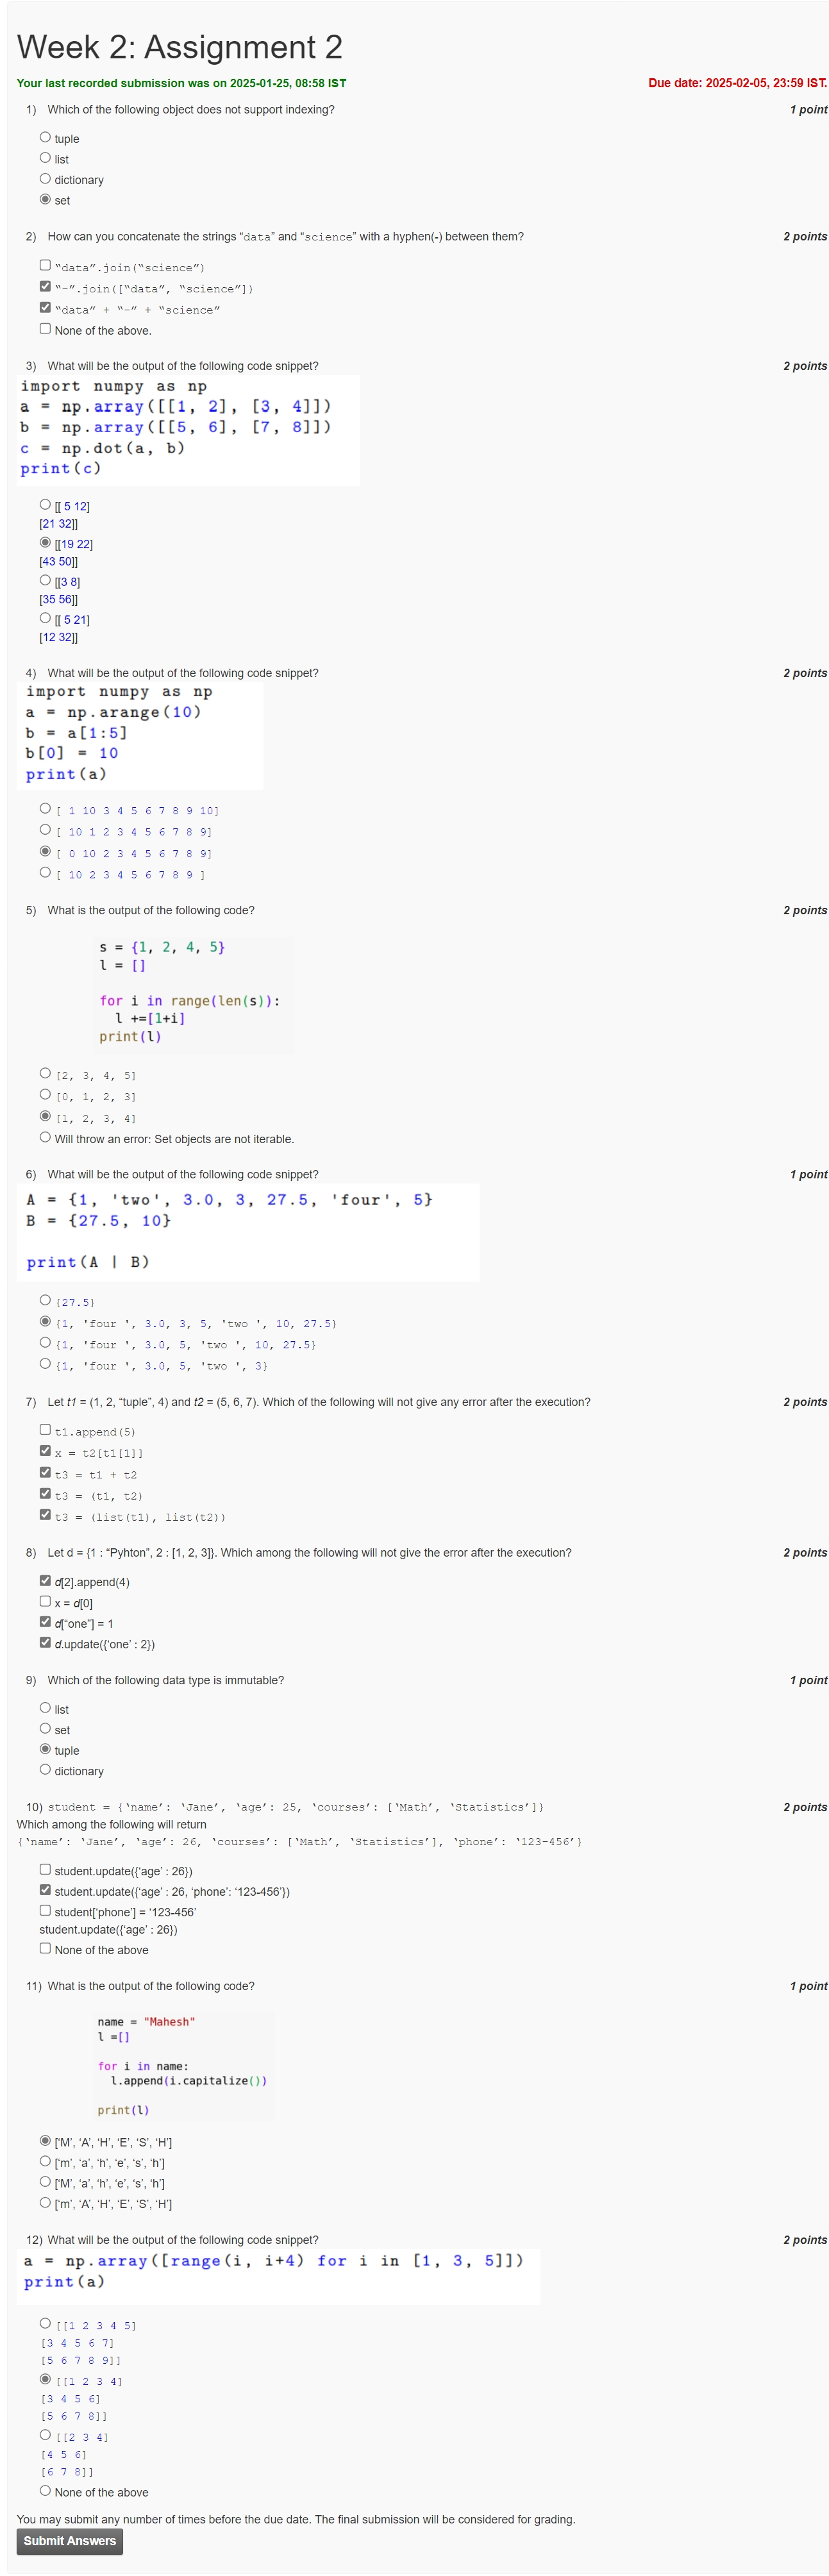 Week 2: Assignment 2
Your last recorded submission was on 2025-01-25, 08:58 IST Due date: 2025-02-05, 23:59 IST.
1) Which of the following object does not support indexing? 1 point
tuple
list
dictionary
set
2) How can you concatenate the strings “data” and “science” with a hyphen(-) between them? 2 points
“data”.join(“science”)
“-”.join([“data”, “science”])
“data” + “-” + “science”
None of the above.
3) What will be the output of the following code snippet? 2 points
import numpy as np
a = np.array([[1, 2], [3, 4]])
b = np.array([[5, 6], [7, 8]])
c = np.dot(a, b)
print(c)
[[ 5 12]
[21 32]]
[[19 22]
[43 50]]
[[3 8]
[35 56]]
[[ 5 21]
[12 32]]
4) What will be the output of the following code snippet? 2 points
import numpy as np
a = np.arange(10)
b = a[1:5]
b[0] = 10
print(a)
[ 1 10 3 4 5 6 7 8 9 10]
[ 10 1 2 3 4 5 6 7 8 9]
[ 0 10 2 3 4 5 6 7 8 9]
[ 10 2 3 4 5 6 7 8 9 ]
5) What is the output of the following code? 2 points
s = {1, 2, 4, 5}
l = []
for i in range(len(s)):
l +=[1+i]
print(l)
[2, 3, 4, 5]
[0, 1, 2, 3]
[1, 2, 3, 4]
Will throw an error: Set objects are not iterable.
6) What will be the output of the following code snippet? 1 point
A = {1, 'two', 3.0, 3, 27.5, 'four', 5}
B = {27.5, 10}
print(A | B)
{27.5}
{1, 'four ', 3.0, 3, 5, 'two ', 10, 27.5}
{1, 'four ', 3.0, 5, 'two ', 10, 27.5}
{1, 'four ', 3.0, 5, 'two ', 3}
7) Let t1 = (1, 2, “tuple”, 4) and t2 = (5, 6, 7). Which of the following will not give any error after the execution? 2 points
t1.append(5)
x = t2[t1[1]]
t3 = t1 + t2
t3 = (t1, t2)
t3 = (list(t1), list(t2))
8) Let d = {1 : “Pyhton”, 2 : [1, 2, 3]}. Which among the following will not give the error after the execution? 2 points
d[2].append(4)
x = d[0]
d[“one”] = 1
d.update({‘one’ : 2})
9) Which of the following data type is immutable? 1 point
list
set
tuple
dictionary
10) student = {‘name’: ‘Jane’, ‘age’: 25, ‘courses’: [‘Math’, ‘Statistics’]} 2 points
Which among the following will return
{‘name’: ‘Jane’, ‘age’: 26, ‘courses’: [‘Math’, ‘Statistics’], ‘phone’: ‘123-456’}
student.update({‘age’ : 26})
student.update({‘age’ : 26, ‘phone’: ‘123-456’})
student[‘phone’] = ‘123-456’
student.update({‘age’ : 26})
None of the above
11) What is the output of the following code? 1 point
name = "Mahesh"
l =[]
for i in name:
l.append(i.capitalize())
print(l)
[‘M’, ‘A’, ‘H’, ‘E’, ‘S’, ‘H’]
[‘m’, ‘a’, ‘h’, ‘e’, ‘s’, ‘h’]
[‘M’, ‘a’, ‘h’, ‘e’, ‘s’, ‘h’]
[‘m’, ‘A’, ‘H’, ‘E’, ‘S’, ‘H’]
12) What will be the output of the following code snippet? 2 points
a = np.array([range(i, i+4) for i in [1, 3, 5]])
print(a)
[[1 2 3 4 5]
[3 4 5 6 7]
[5 6 7 8 9]]
[[1 2 3 4]
[3 4 5 6]
[5 6 7 8]]
[[2 3 4]
[4 5 6]
[6 7 8]]
None of the above
You may submit any number of times before the due date. The final submission will be considered for grading.
Submit Answers